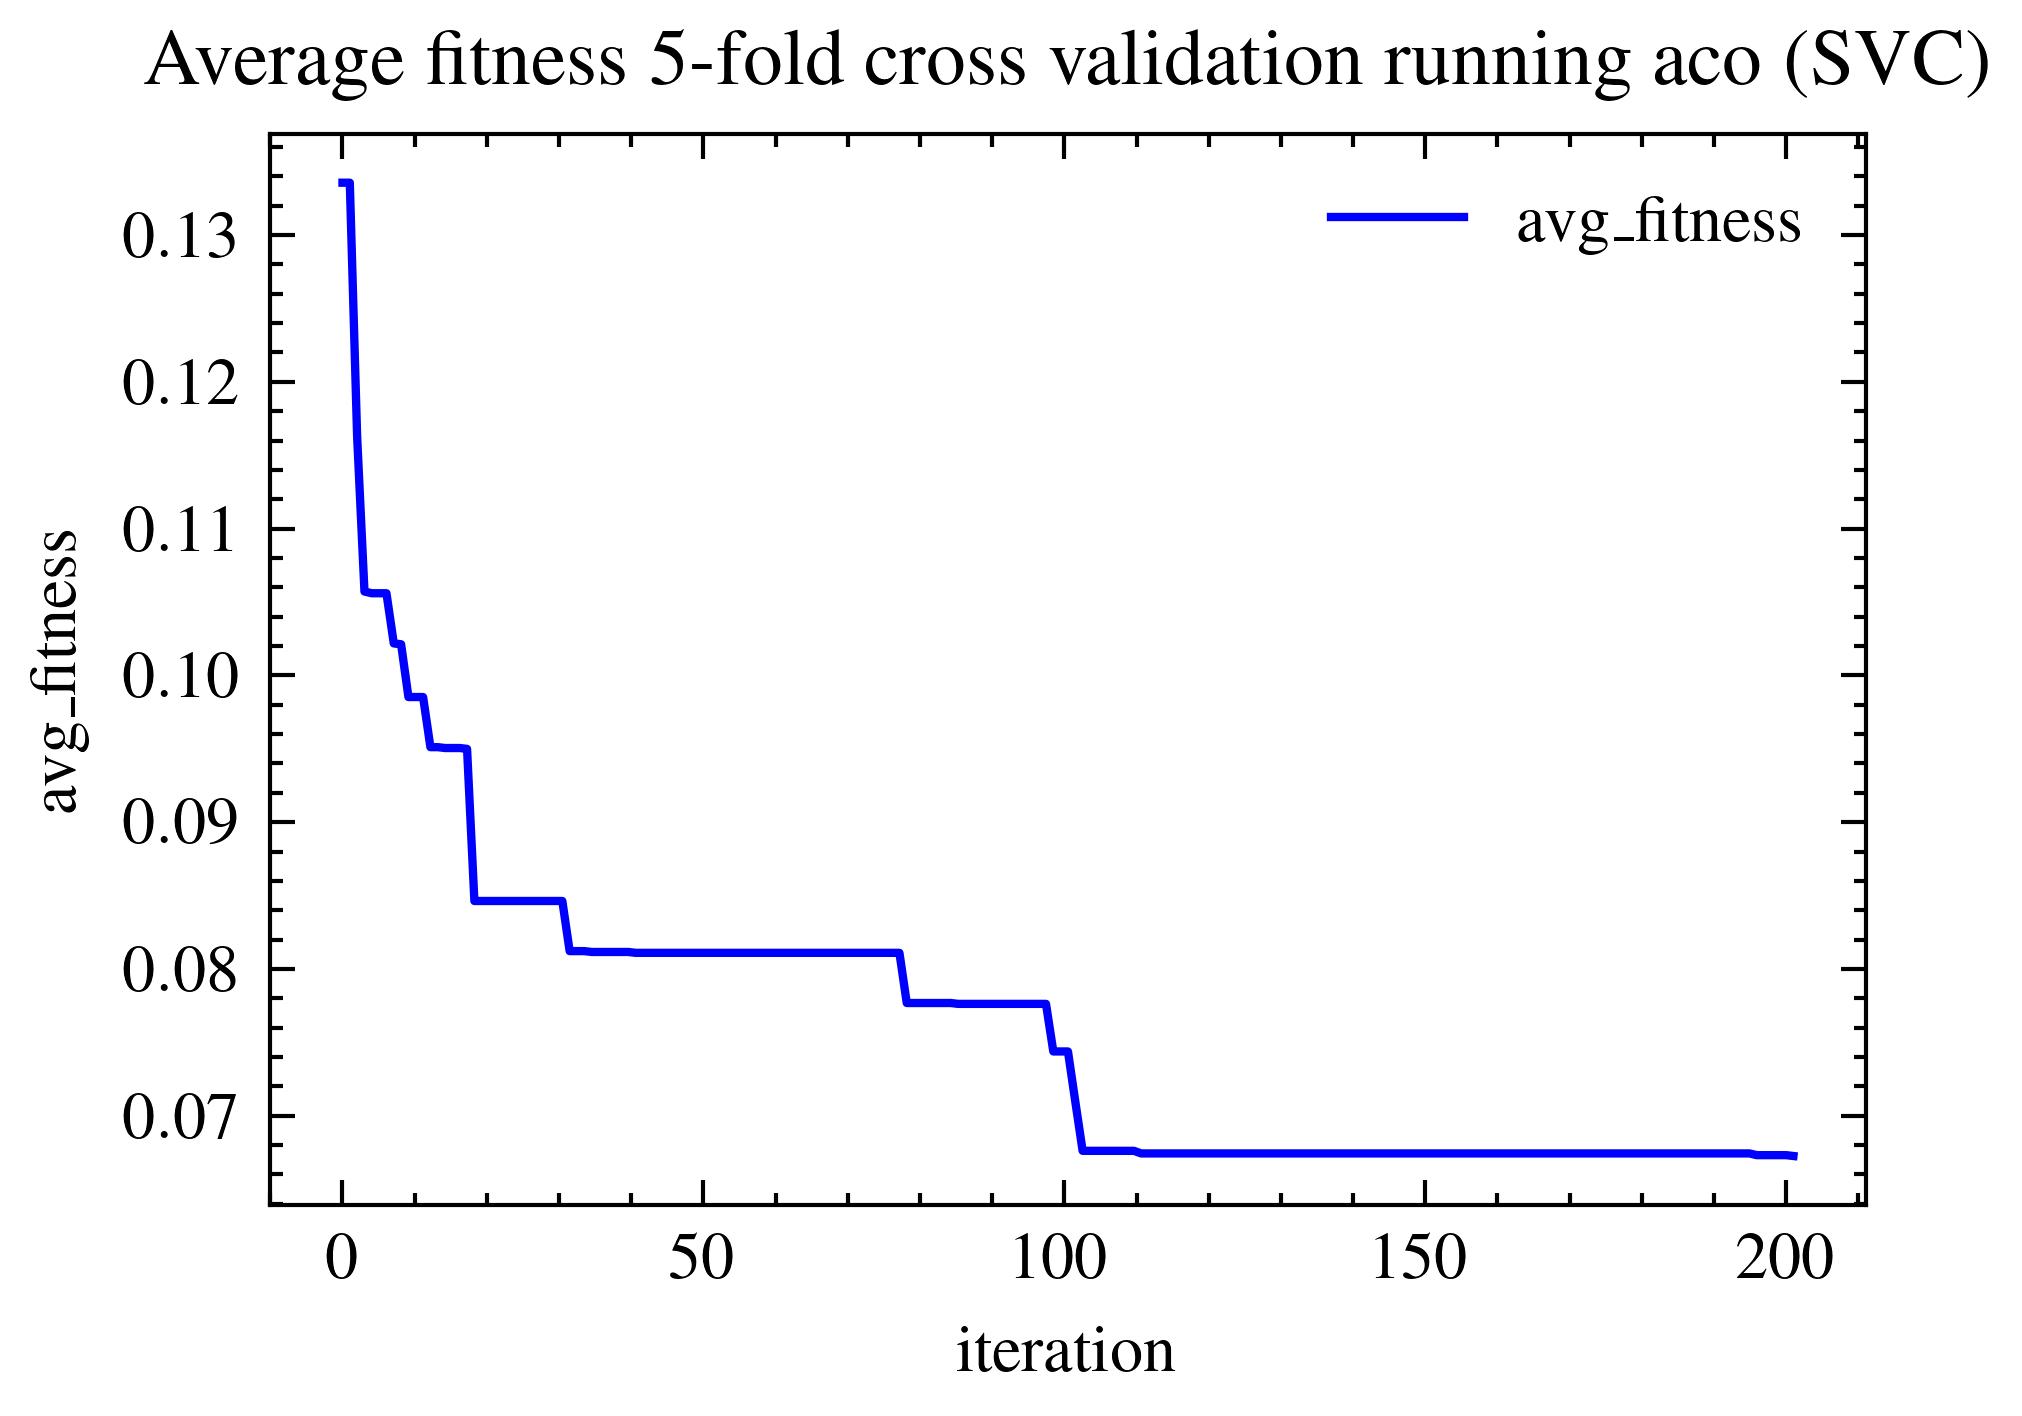 Average fitness 5-fold cross validation running aco (SVC)
avg_fitness
0.13
0.12
0.11
0.10
0.09
0.08
0.07
avg_fitness
0 50 100 150 200
iteration